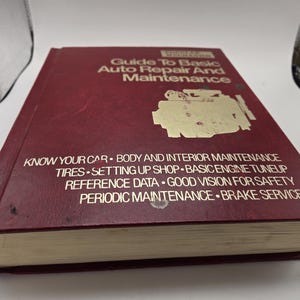 Guide To Basic
Auto Repair And
Maintenance
KNOW YOUR CAR • BODY AND INTERIOR MAINTENANCE
TIRES • SETTING UP SHOP • BASIC ENGINE TUNEUP
REFERENCE DATA • GOOD VISION FOR SAFETY
PERIODIC MAINTENANCE • BRAKE SERVICE